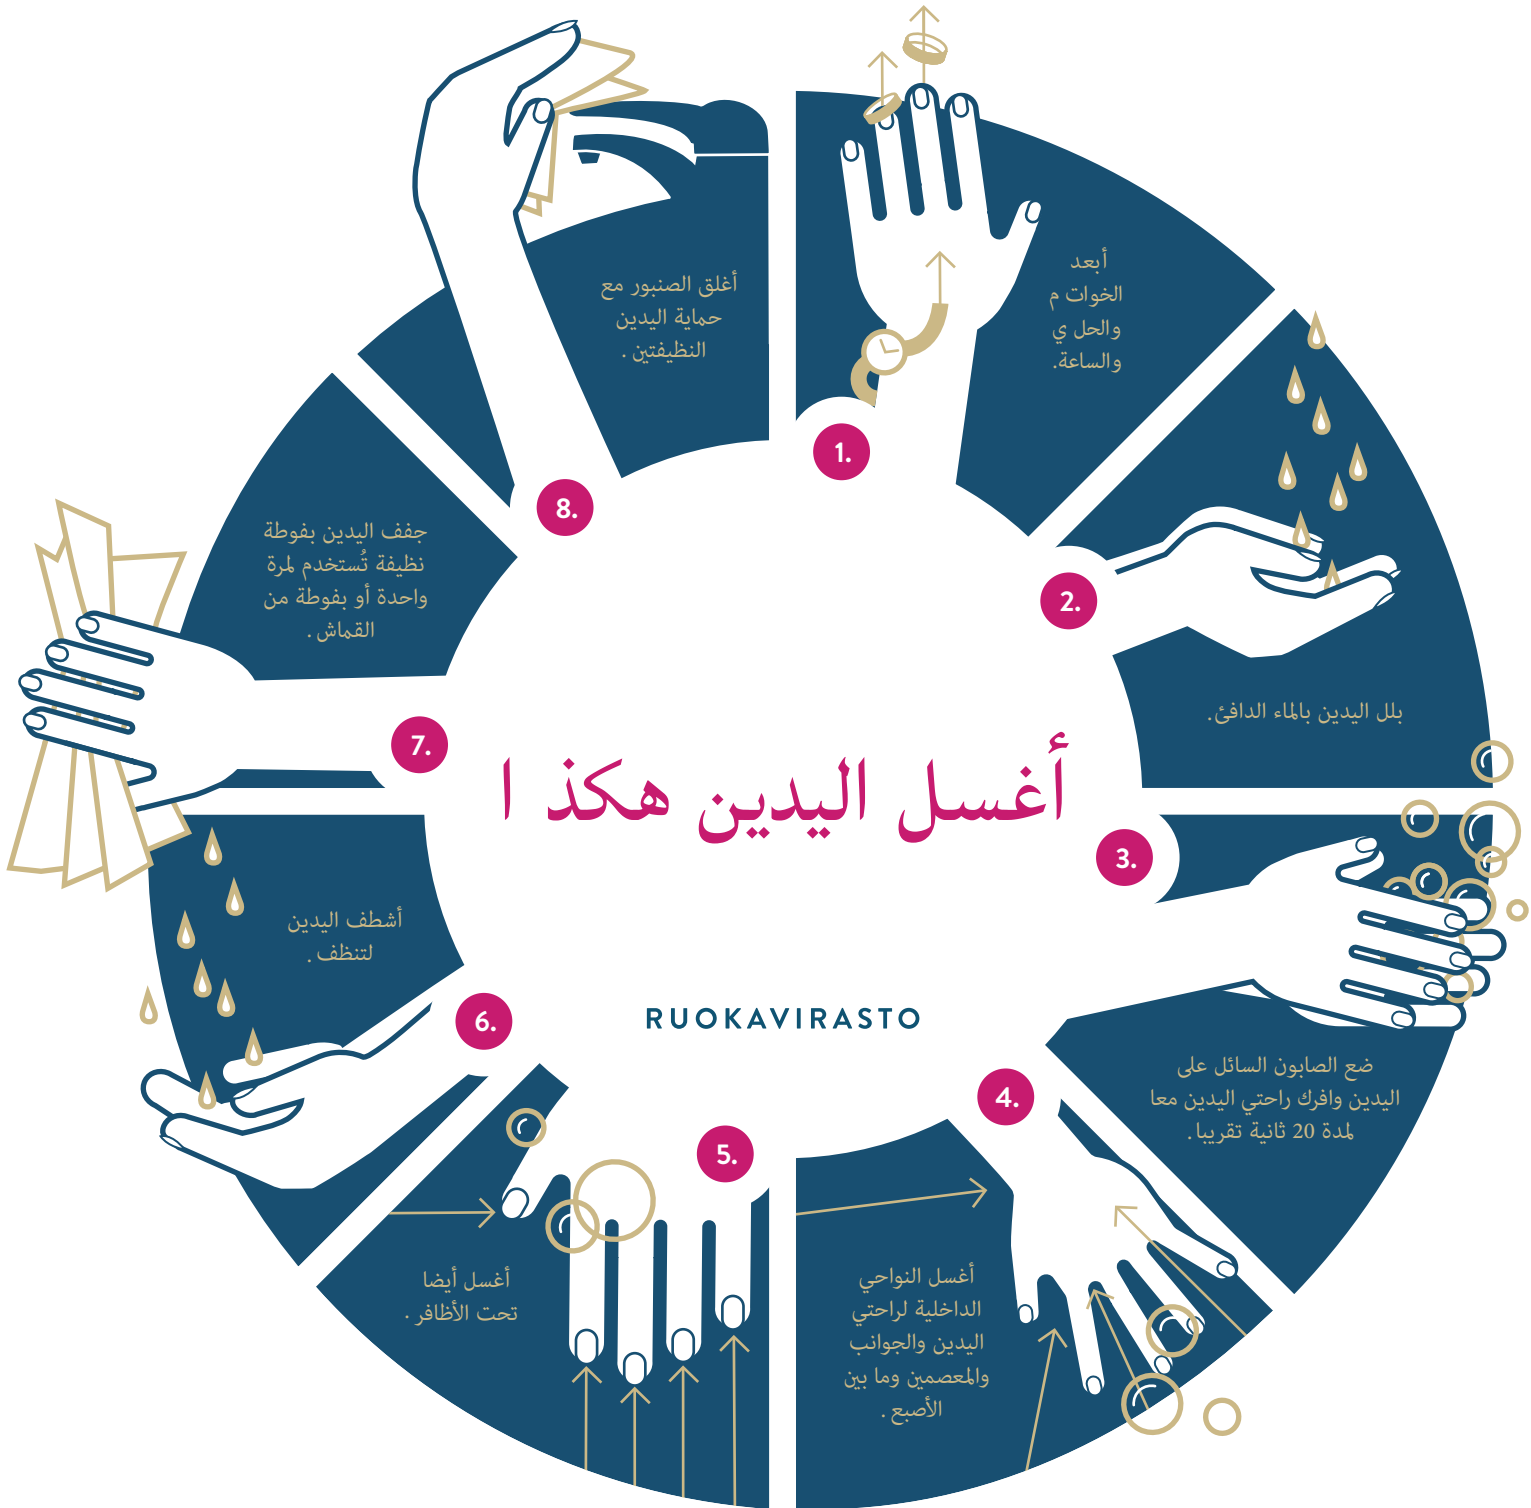 أغسل اليدين هكذ ا
1.
أبعد
الخوات م
والحل ي
والساعة.
2.
بلل اليدين بالماء الدافئ.
3.
ضع الصابون السائل على
اليدين وافرك راحتي اليدين معا
لمدة 20 ثانية تقريبا.
4.
أغسل النواحي
الداخلية لراحتي
اليدين والجوانب
والمعصمين وما بين
الأصبع .
5.
أغسل أيضا
تحت الأظافر .
6.
أشطف اليدين
لتنظف .
7.
جفف اليدين بفوطة
نظيفة تُستخدم لمرة
واحدة أو بفوطة من
القماش .
8.
أغلق الصنبور مع
حماية اليدين
النظيفتين .
RUOKAVIRASTO